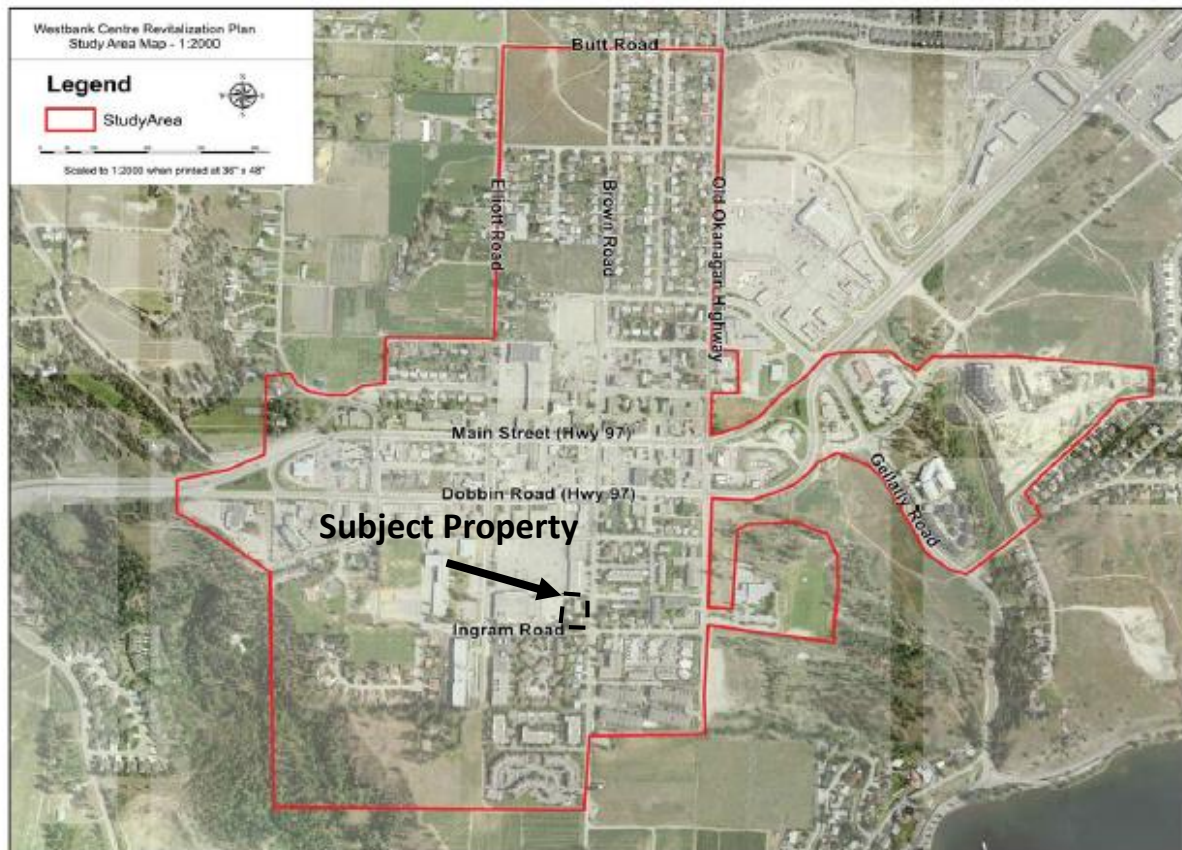 Westbank Centre Revitalization Plan
Study Area Map - 1:2000
Legend
StudyArea
Scaled to 1:2000 when printed at 36" x 48"
Butt Road
Elliott Road
Brown Road
Old Okanagan Highway
Main Street (Hwy 97)
Dobbin Road (Hwy 97)
Gellatly Road
Subject Property
Ingram Road